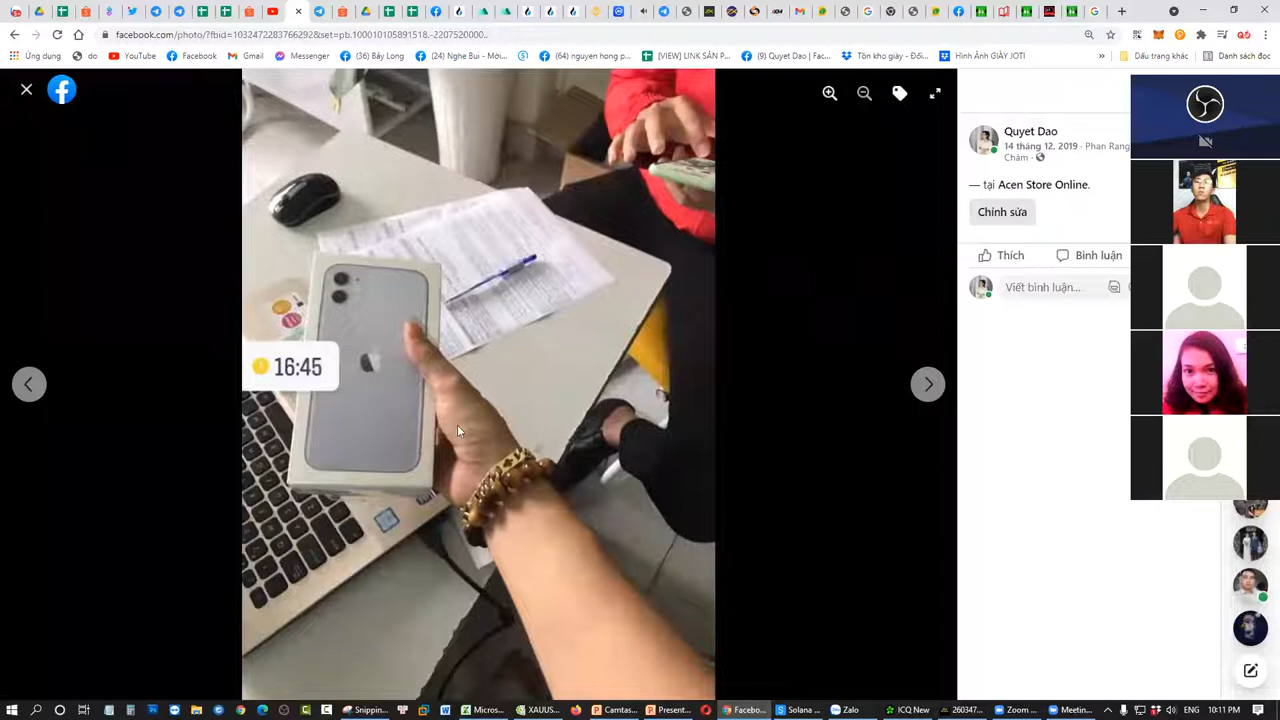 facebook.com/photo/?fbid=1032472283766292&set=pb.100010105891518.-2207520000..
Ứng dụng
do
YouTube
Facebook
Gmail
Messenger
(36) Bảy Long
(24) Nghe Bui - Mới...
(64) nguyen hong p...
[VIEW] LINK SẢN P...
(9) Quyet Dao | Fac...
Tồn kho giày - Đối...
Hình Ảnh GIÀY JOTI
»
Dấu trang khác
Danh sách đọc
Quyet Dao
14 tháng 12, 2019 · Phan Rang
Chàm ·
— tại Acen Store Online.
Chỉnh sửa
Thích
Bình luận
Viết bình luận...
16:45
Snippin...
Micros...
XAUUS...
Camtas...
Present...
Facebo...
Solana ...
Zalo
ICQ New
260347...
Zoom ...
Meetin...
ENG
10:11 PM